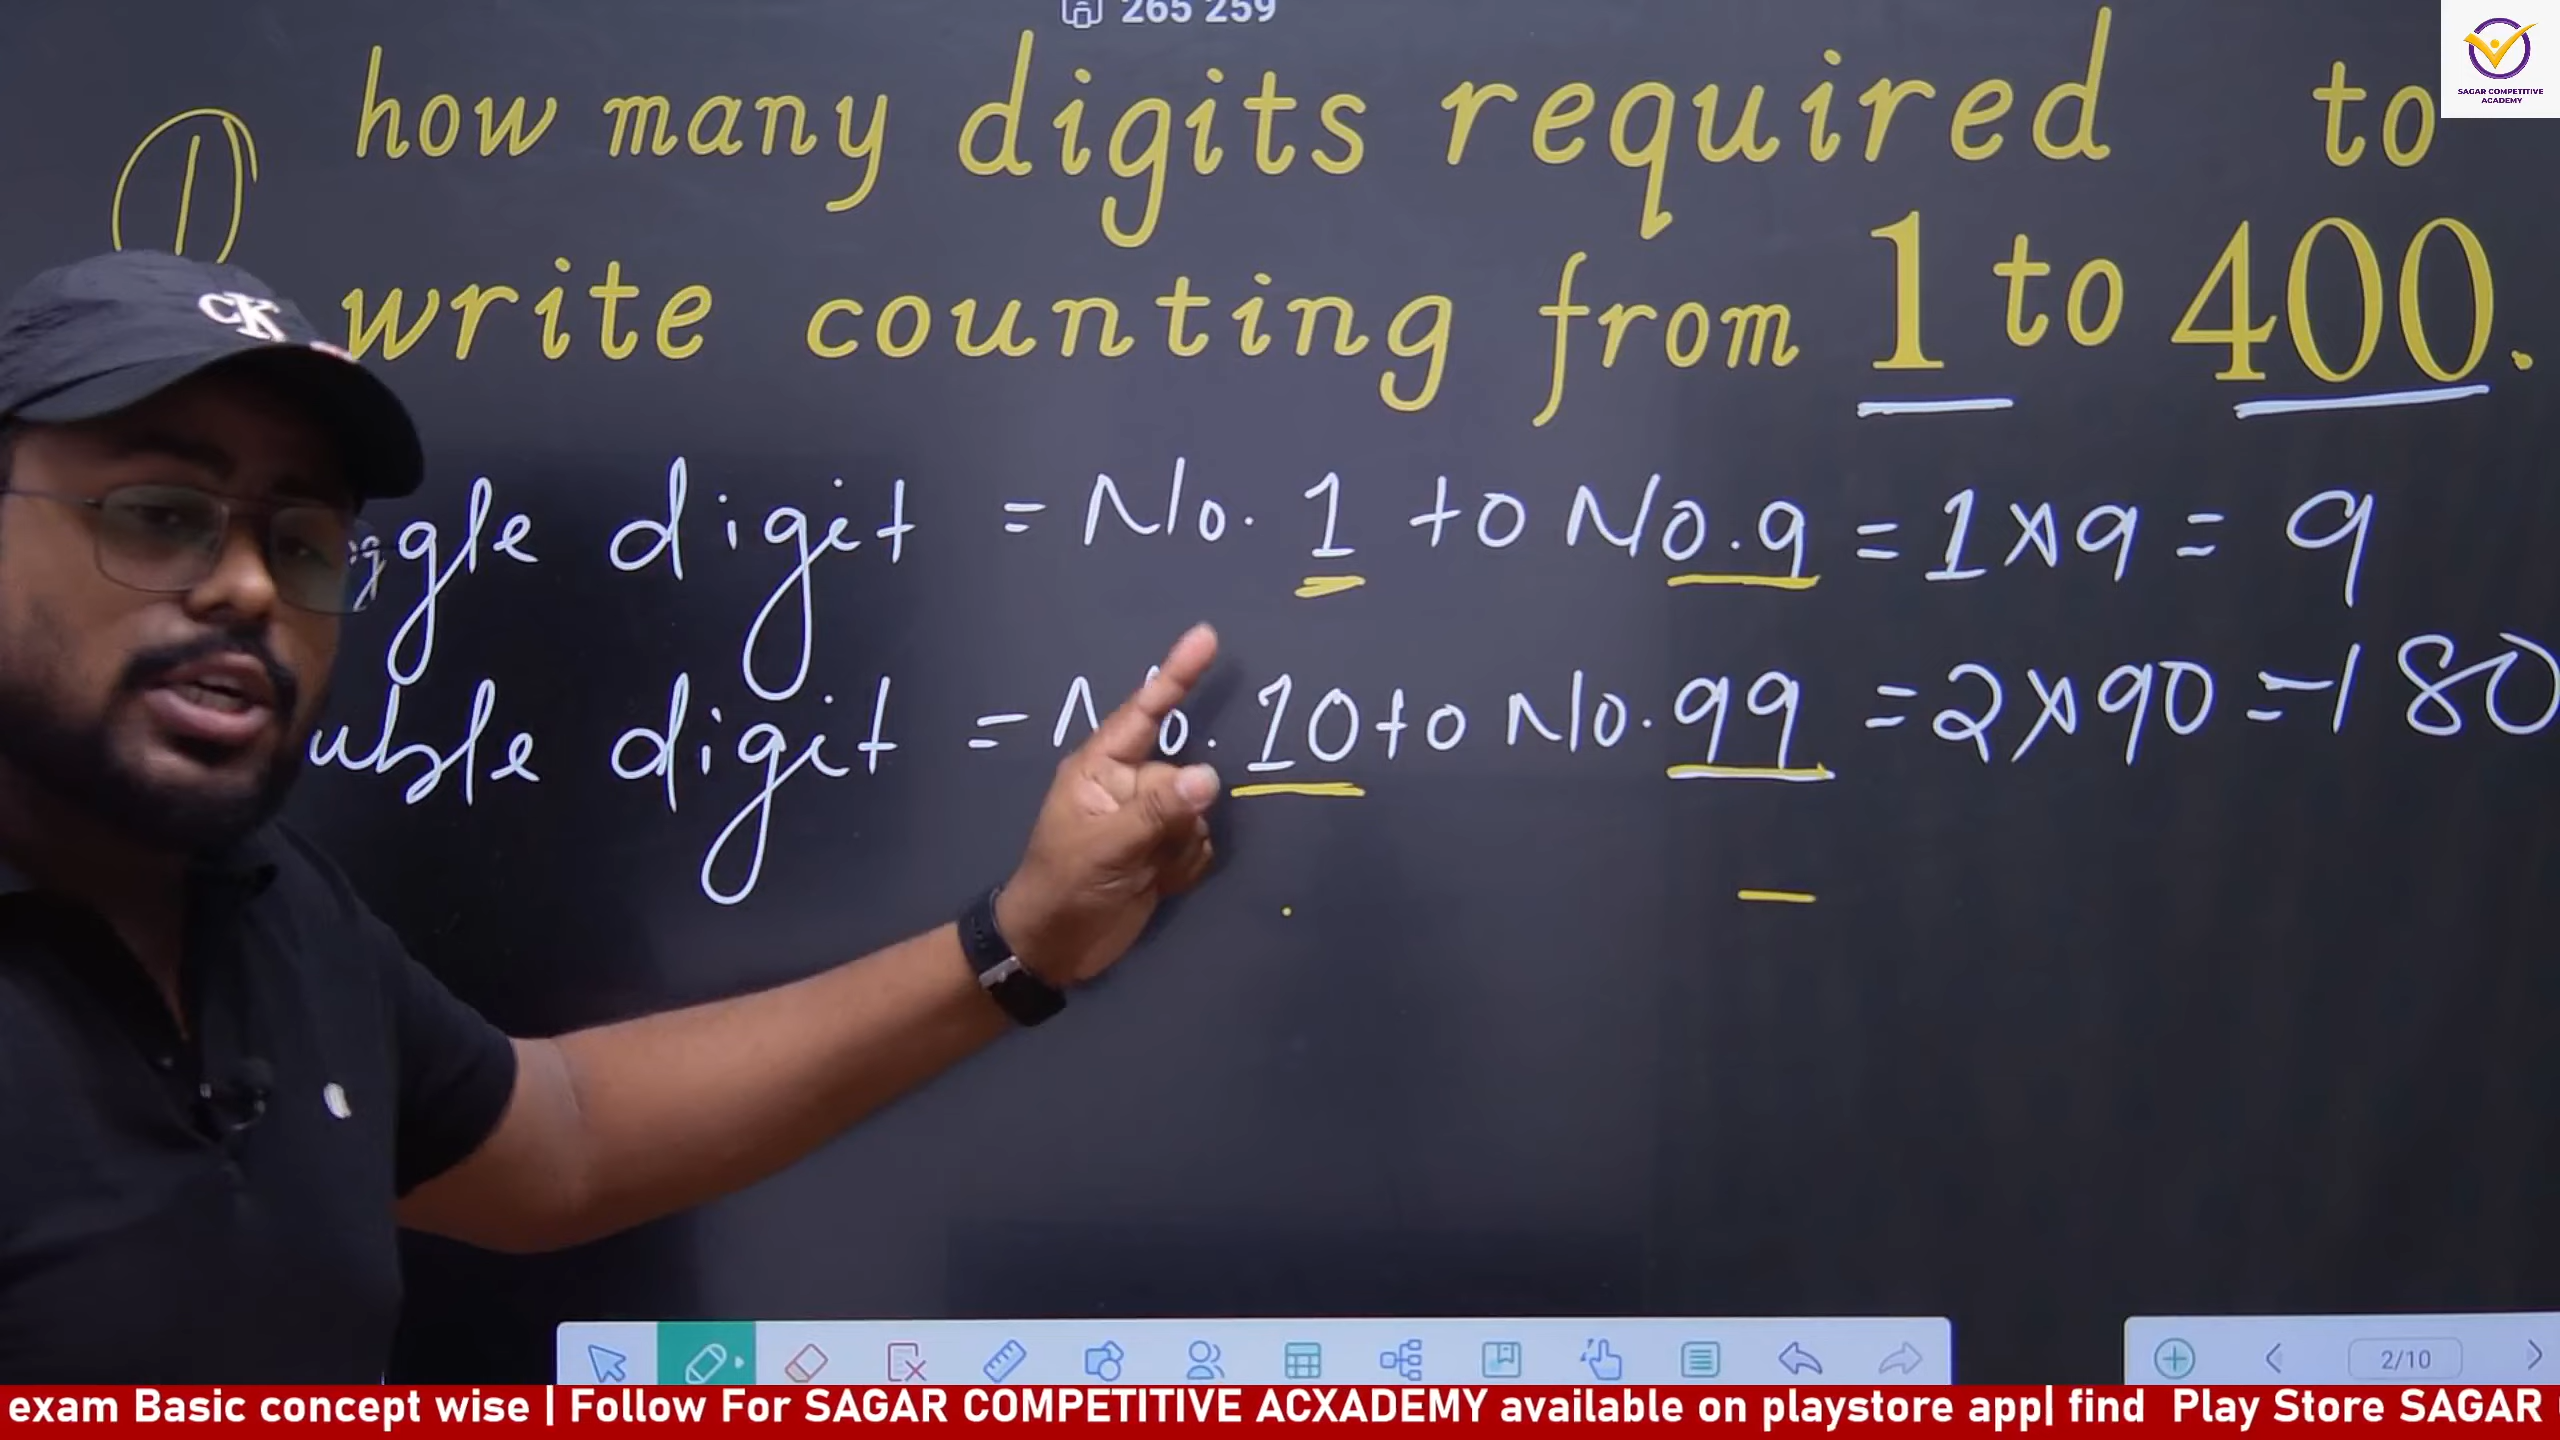 265 259
SAGAR COMPETITIVE
ACADEMY
1
how many digits required to
write counting from 1 to 400.
digit = No. 1 to No. 9 = 1 x 9 = 9
digit = No. 10 to No. 99 = 2 x 90 = 180
CK
2/10
exam Basic concept wise | Follow For SAGAR COMPETITIVE ACXADEMY available on playstore app| find Play Store SAGAR